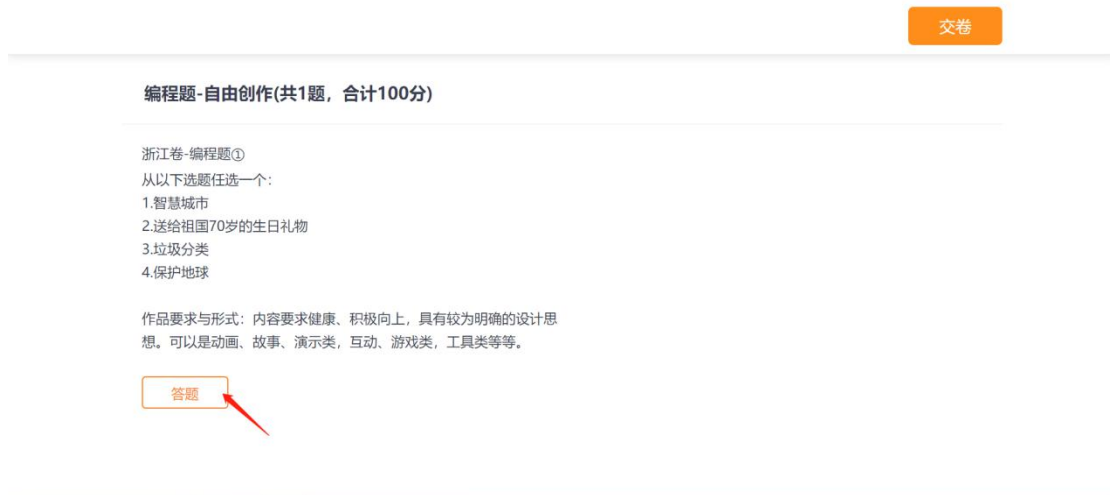 交卷
编程题-自由创作(共1题，合计100分)
浙江卷-编程题①
从以下选题任选一个：
1.智慧城市
2.送给祖国70岁的生日礼物
3.垃圾分类
4.保护地球
作品要求与形式：内容要求健康、积极向上，具有较为明确的设计思
想。可以是动画、故事、演示类，互动、游戏类，工具类等等。
答题